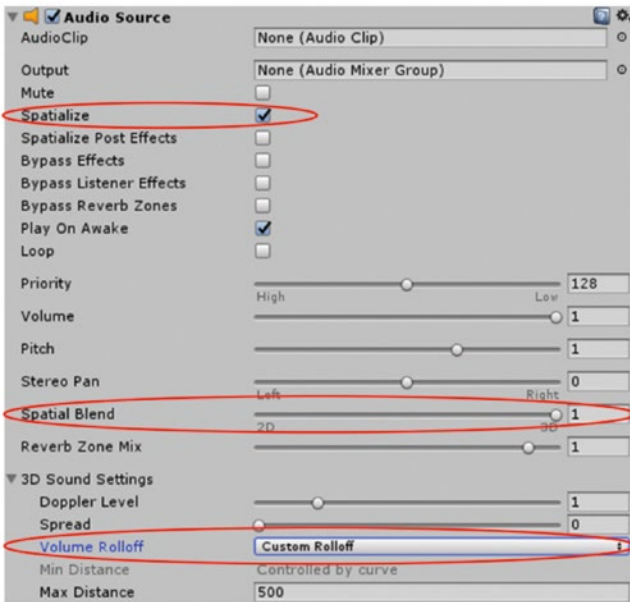 Audio Source
AudioClip None (Audio Clip)
Output None (Audio Mixer Group)
Mute
Spatialize
Spatialize Post Effects
Bypass Effects
Bypass Listener Effects
Bypass Reverb Zones
Play On Awake
Loop
Priority 128
High Low
Volume 1
Pitch 1
Stereo Pan 0
Left Right
Spatial Blend 1
2D 3D
Reverb Zone Mix 1
3D Sound Settings
Doppler Level 1
Spread 0
Volume Rolloff Custom Rolloff
Min Distance Controlled by curve
Max Distance 500